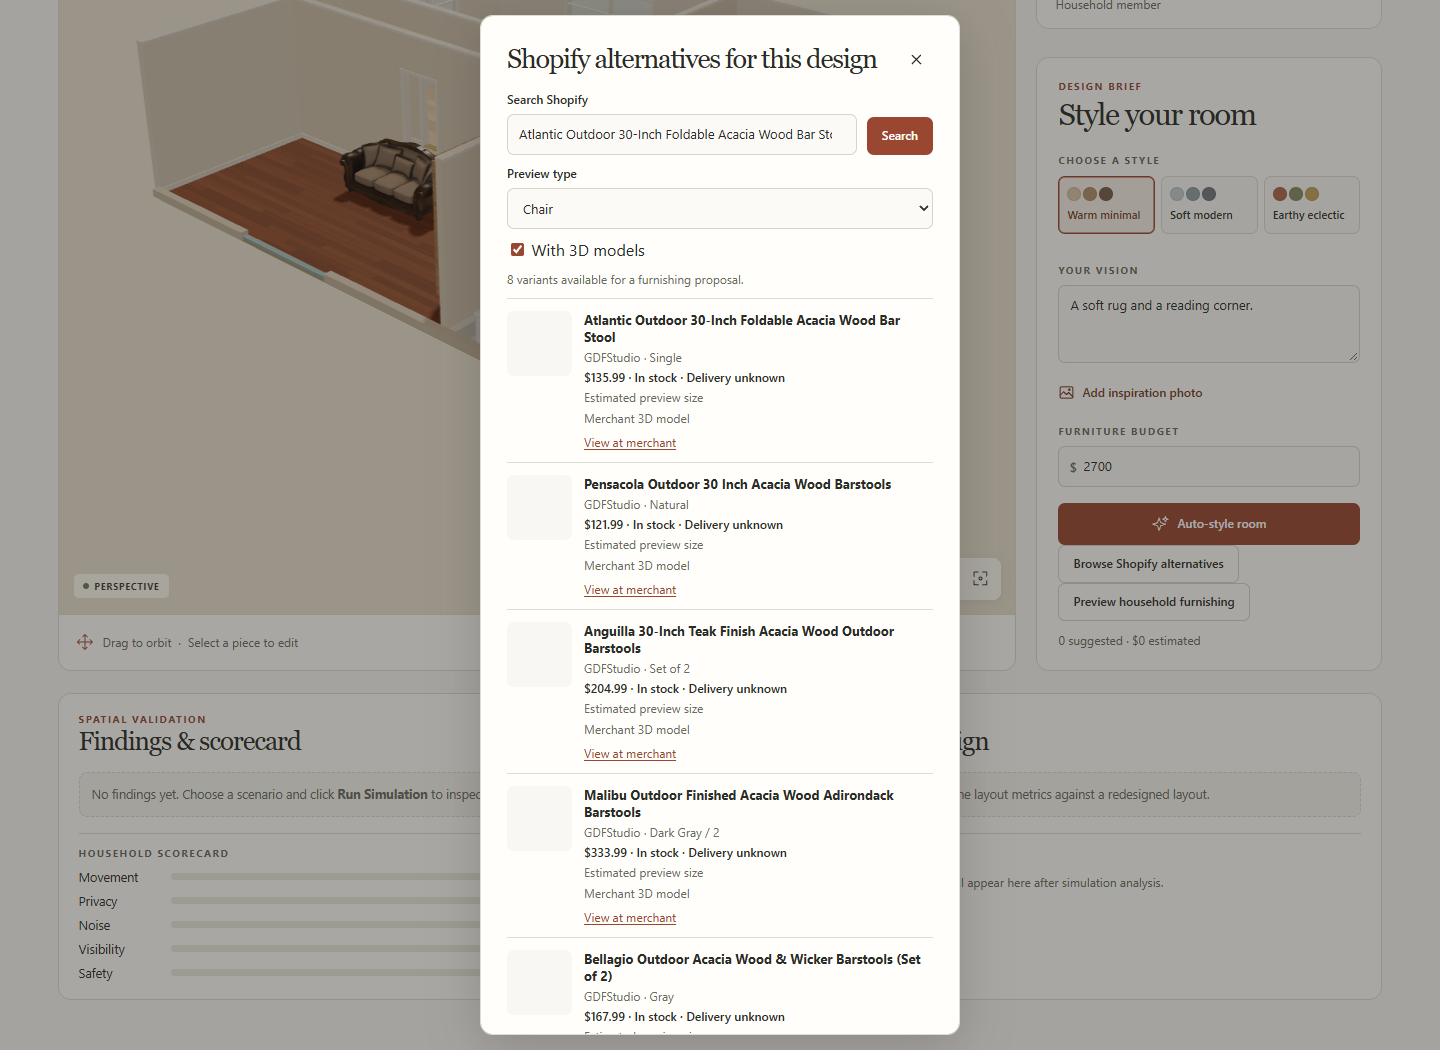 Household member
Shopify alternatives for this design
Search Shopify
Atlantic Outdoor 30-Inch Foldable Acacia Wood Bar Sto
Search
Preview type
Chair
With 3D models
8 variants available for a furnishing proposal.
Atlantic Outdoor 30-Inch Foldable Acacia Wood Bar
Stool
GDFStudio · Single
$135.99 · In stock · Delivery unknown
Estimated preview size
Merchant 3D model
View at merchant
Pensacola Outdoor 30 Inch Acacia Wood Barstools
GDFStudio · Natural
$121.99 · In stock · Delivery unknown
Estimated preview size
Merchant 3D model
View at merchant
Anguilla 30-Inch Teak Finish Acacia Wood Outdoor
Barstools
GDFStudio · Set of 2
$204.99 · In stock · Delivery unknown
Estimated preview size
Merchant 3D model
View at merchant
Malibu Outdoor Finished Acacia Wood Adirondack
Barstools
GDFStudio · Dark Gray / 2
$333.99 · In stock · Delivery unknown
Estimated preview size
Merchant 3D model
View at merchant
Bellagio Outdoor Acacia Wood & Wicker Barstools (Set
of 2)
GDFStudio · Gray
$167.99 · In stock · Delivery unknown
DESIGN BRIEF
Style your room
CHOOSE A STYLE
Warm minimal
Soft modern
Earthy eclectic
YOUR VISION
A soft rug and a reading corner.
Add inspiration photo
FURNITURE BUDGET
$ 2700
Auto-style room
Browse Shopify alternatives
Preview household furnishing
0 suggested · $0 estimated
PERSPECTIVE
Drag to orbit · Select a piece to edit
SPATIAL VALIDATION
Findings & scorecard
No findings yet. Choose a scenario and click Run Simulation to inspec
HOUSEHOLD SCORECARD
Movement
Privacy
Noise
Visibility
Safety
ign
layout metrics against a redesigned layout.
appear here after simulation analysis.